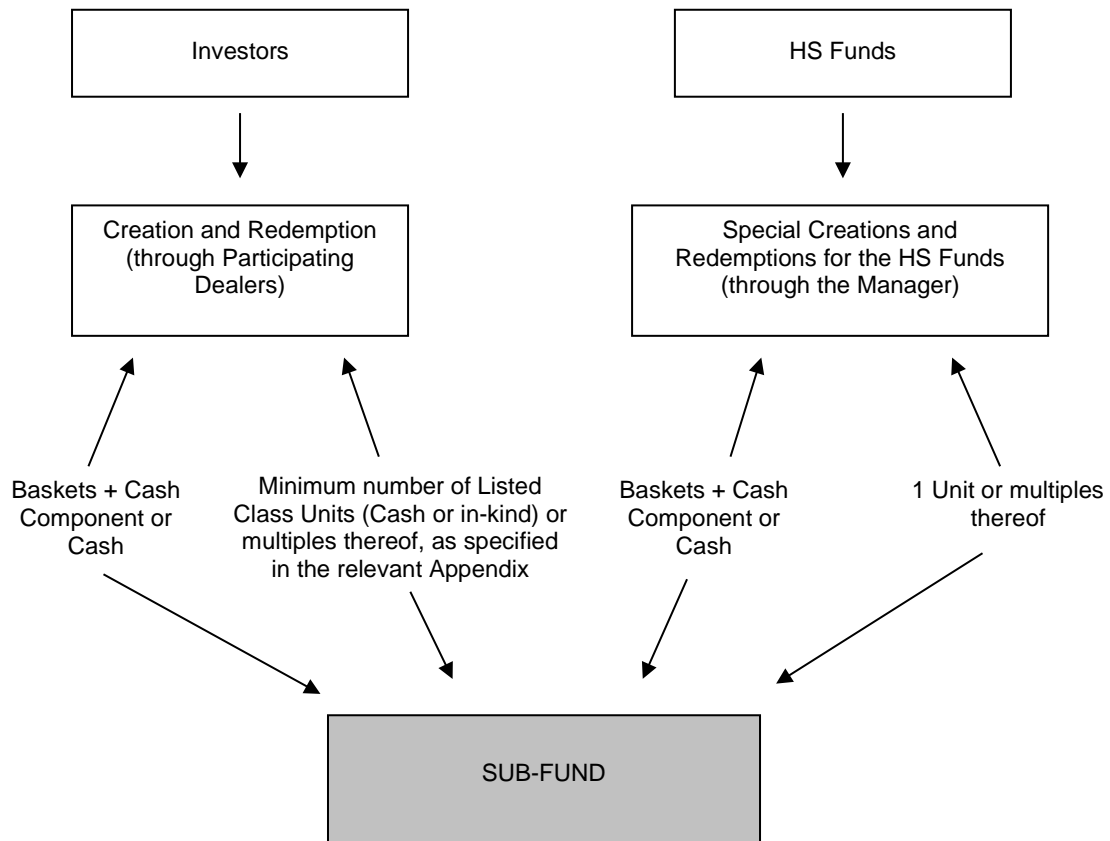 Investors
HS Funds
Creation and Redemption
(through Participating
Dealers)
Special Creations and
Redemptions for the HS Funds
(through the Manager)
Baskets + Cash
Component or
Cash
Minimum number of Listed
Class Units (Cash or in-kind) or
multiples thereof, as specified
in the relevant Appendix
Baskets + Cash
Component or
Cash
1 Unit or multiples
thereof
SUB-FUND